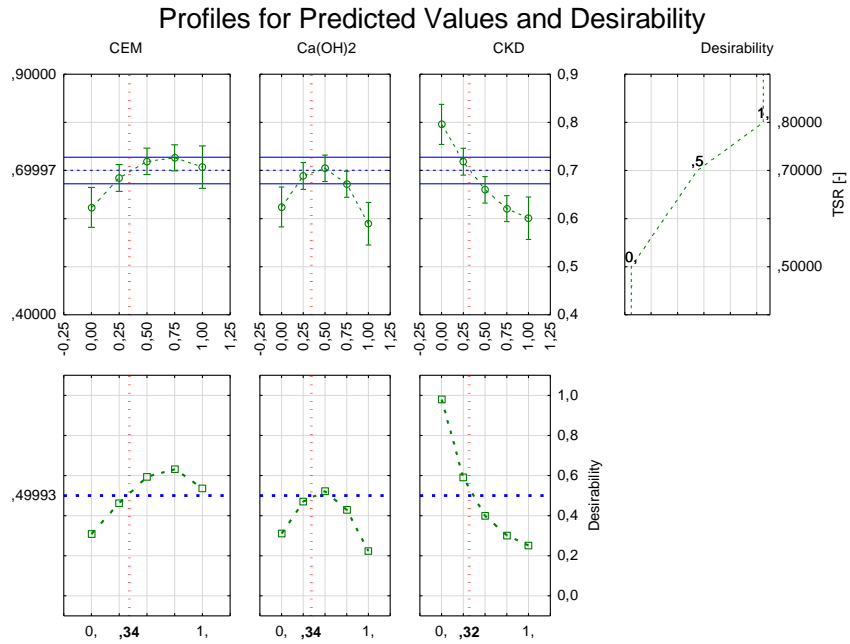 Profiles for Predicted Values and Desirability
CEM Ca(OH)2 CKD Desirability
,90000 0,9
1,
0,8 ,80000
,5
,69997 0,7 ,70000
0,6
TSR [-]
0,
0,5 ,50000
,40000 0,4
-0,25 0,00 0,25 0,50 0,75 1,00 1,25 -0,25 0,00 0,25 0,50 0,75 1,00 1,25 -0,25 0,00 0,25 0,50 0,75 1,00 1,25
1,0
0,8
0,6
,49993
0,4
Desirability
0,2
0,0
0, ,34 1, 0, ,34 1, 0, ,32 1,